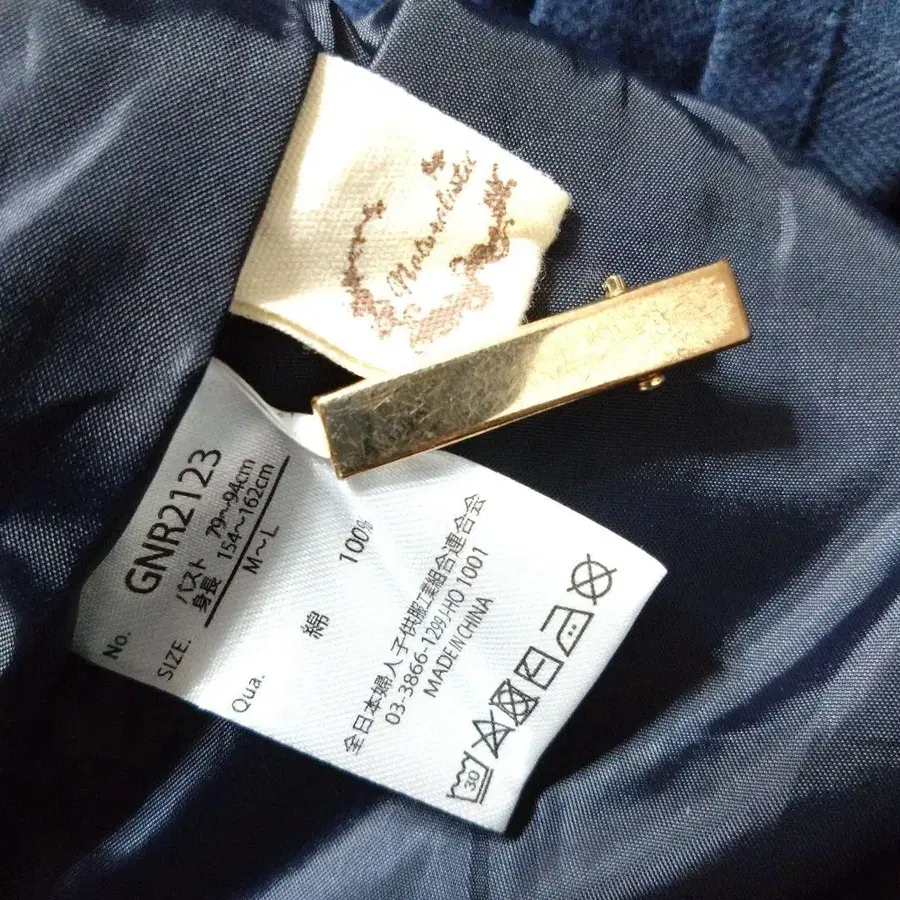 Naturalistic
No. GNR2123
SIZE. バスト 79〜94cm
身長 154〜162cm
M〜L
Qua. 綿 100%
全日本婦人子供服工業組合連合会
03-3866-1299 J-HO 1001
MADE IN CHINA
30